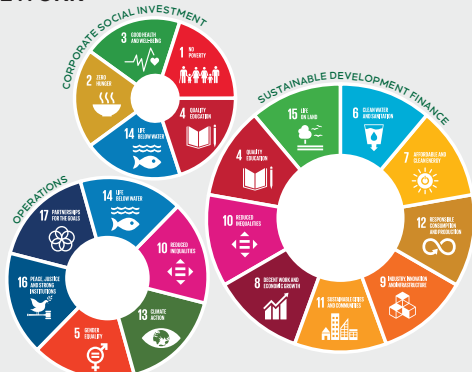 CORPORATE SOCIAL INVESTMENT
3 GOOD HEALTH
AND WELL-BEING
1 NO
POVERTY
2 ZERO
HUNGER
4 QUALITY
EDUCATION
14 LIFE
BELOW WATER
SUSTAINABLE DEVELOPMENT FINANCE
15 LIFE
ON LAND
6 CLEAN WATER
AND SANITATION
4 QUALITY
EDUCATION
7 AFFORDABLE AND
CLEAN ENERGY
10 REDUCED
INEQUALITIES
12 RESPONSIBLE
CONSUMPTION
AND PRODUCTION
8 DECENT WORK AND
ECONOMIC GROWTH
9 INDUSTRY, INNOVATION
AND INFRASTRUCTURE
11 SUSTAINABLE CITIES
AND COMMUNITIES
OPERATIONS
14 LIFE
BELOW WATER
17 PARTNERSHIPS
FOR THE GOALS
10 REDUCED
INEQUALITIES
16 PEACE, JUSTICE
AND STRONG
INSTITUTIONS
13 CLIMATE
ACTION
5 GENDER
EQUALITY